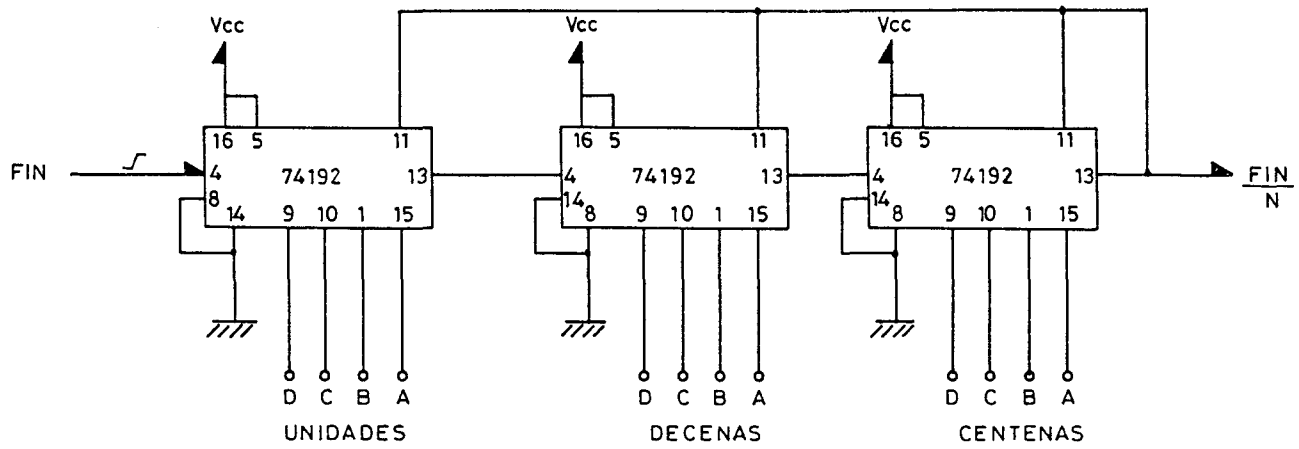 Vcc Vcc Vcc
16 5 11 16 5 11 16 5 11
FIN 4 74192 13 4 74192 13 4 74192 13 FIN
N
8 14 14
14 9 10 1 15 8 9 10 1 15 8 9 10 1 15
D C B A D C B A D C B A
UNIDADES DECENAS CENTENAS